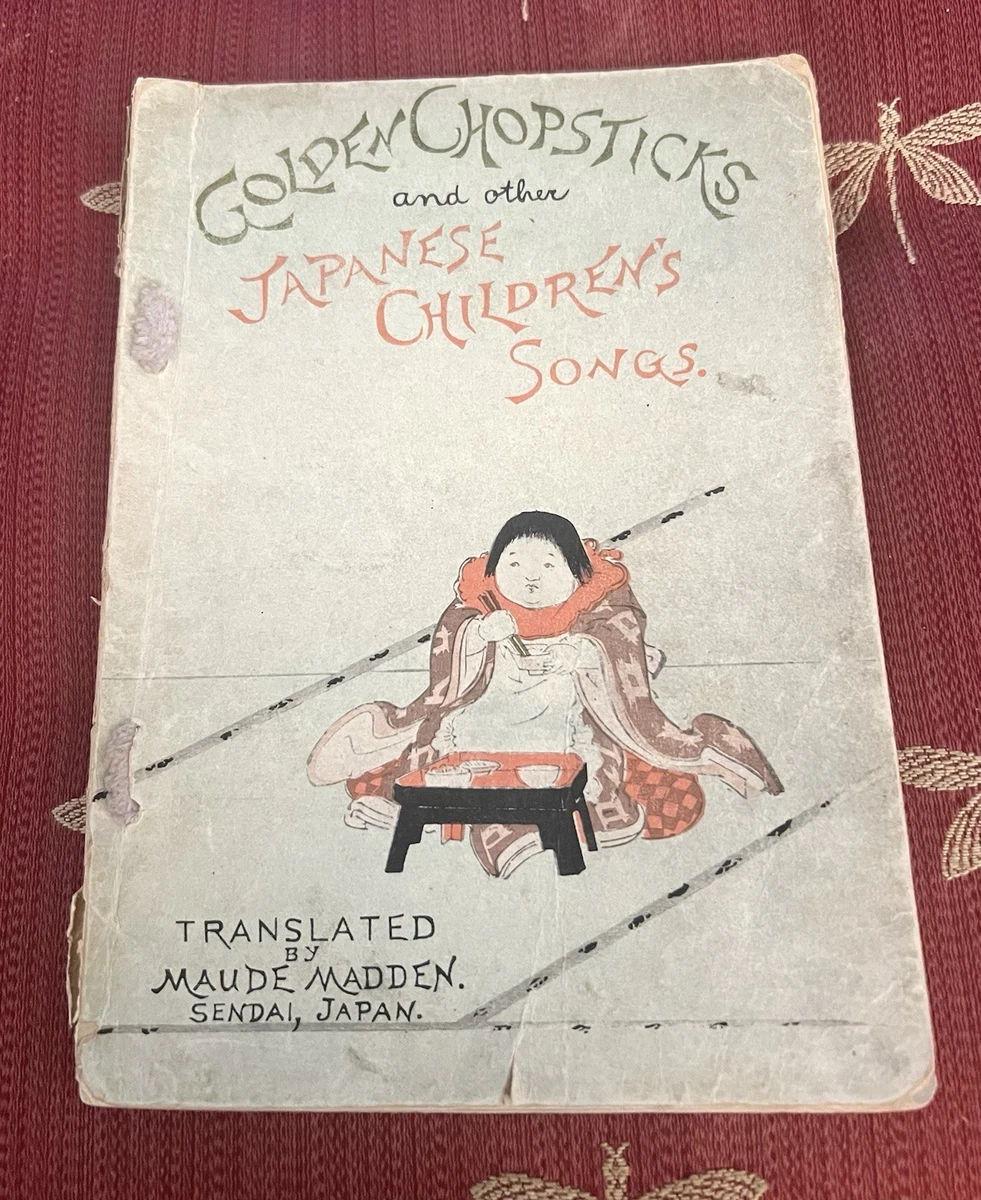 GOLDEN CHOPSTICKS
and other
JAPANESE
CHILDREN'S
SONGS.
TRANSLATED
BY
MAUDE MADDEN.
SENDAI, JAPAN.